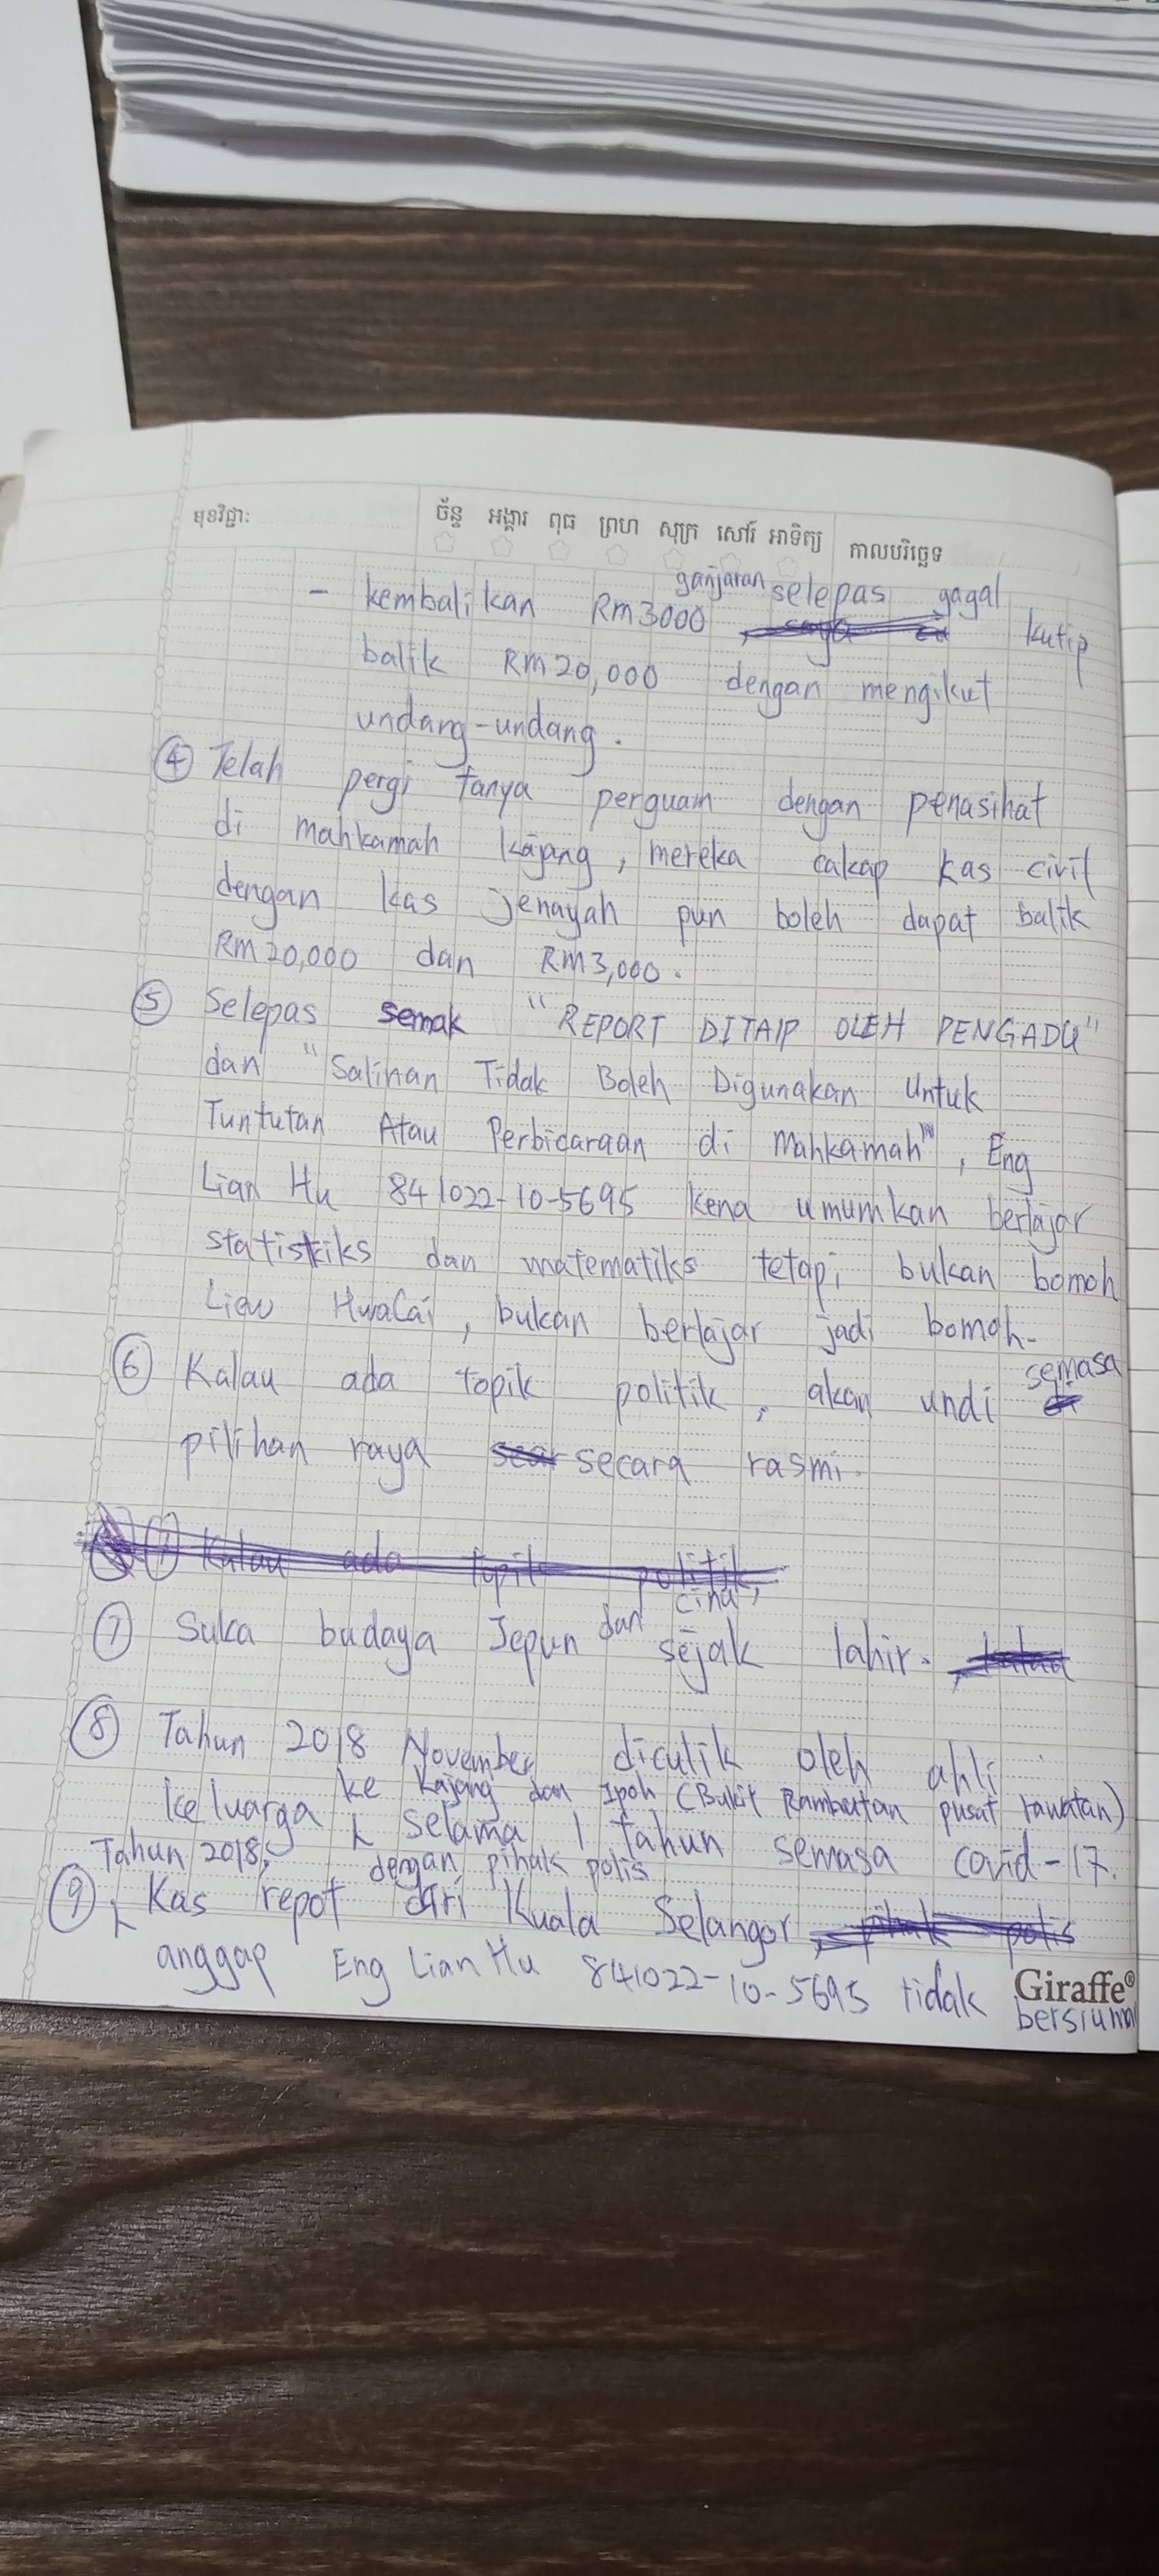 មុខវិជ្ជា: ច័ន្ទ អង្គារ ពុធ ព្រហ សុក្រ សៅរ៍ អាទិត្យ កាលបរិច្ឆេទ
- kembalikan RM3000 ganjaran selepas gagal kutip
balik RM20,000 dengan mengikut
undang-undang.
④ Telah pergi tanya perguam dengan penasihat
di mahkamah kajang, mereka cakap kas civil
dengan kas jenayah pun boleh dapat balik
RM20,000 dan RM3,000.
⑤ Selepas semak "REPORT DITAIP OLEH PENGADU"
dan "Salinan Tidak Boleh Digunakan Untuk
Tuntutan Atau Perbicaraan di Mahkamah", Eng
Lian Hu 841022-10-5695 kena umumkan berlajar
statistiks dan matematiks tetapi bukan bomoh
Liew HwaCai, bukan berlajar jadi bomoh.
⑥ Kalau ada topik politik, akan undi semasa
pilihan raya secara rasmi.
⑦ Kalau ada topik politik,
⑦ Suka budaya Jepun dan cina, sejak lahir.
⑧ Tahun 2018 November diculik oleh ahli
keluarga ke Kajang dan Ipoh (Bukit Rambutan pusat rawatan)
selama 1 tahun semasa covid-17.
⑨ Tahun 2018, Kas repot dengan pihak polis dari Kuala Selangor
anggap Eng Lian Hu 841022-10-5695 tidak bersiuman
Giraffe®